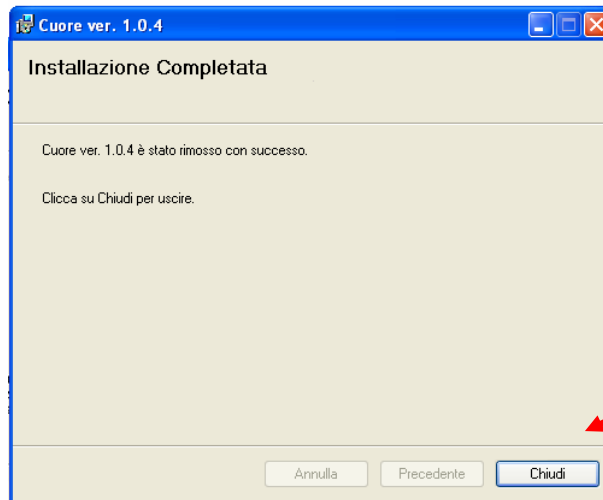 Cuore ver. 1.0.4
Installazione Completata
Cuore ver. 1.0.4 è stato rimosso con successo.
Clicca su Chiudi per uscire.
Annulla
Precedente
Chiudi